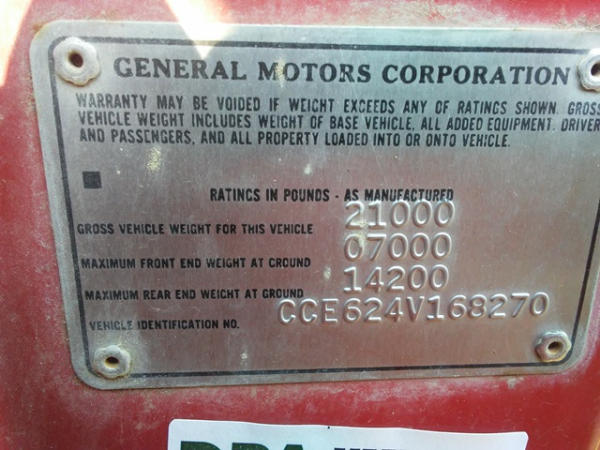 GENERAL MOTORS CORPORATION
WARRANTY MAY BE VOIDED IF WEIGHT EXCEEDS ANY OF RATINGS SHOWN. GROSS
VEHICLE WEIGHT INCLUDES WEIGHT OF BASE VEHICLE, ALL ADDED EQUIPMENT, DRIVER
AND PASSENGERS, AND ALL PROPERTY LOADED INTO OR ONTO VEHICLE.
RATINGS IN POUNDS - AS MANUFACTURED
GROSS VEHICLE WEIGHT FOR THIS VEHICLE 21000
MAXIMUM FRONT END WEIGHT AT GROUND 07000
MAXIMUM REAR END WEIGHT AT GROUND 14200
VEHICLE IDENTIFICATION NO. CCE624V168270